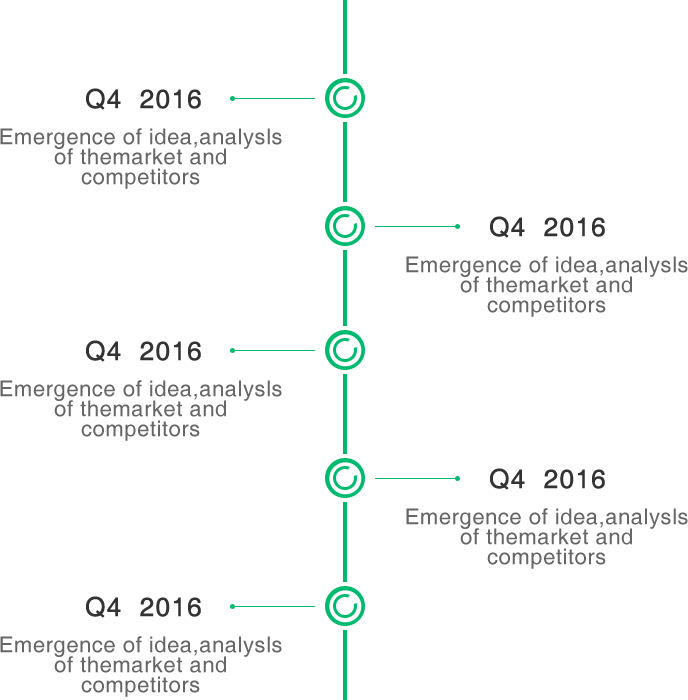 Q4 2016
Emergence of idea,analysls
of themarket and
competitors
Q4 2016
Emergence of idea,analysls
of themarket and
competitors
Q4 2016
Emergence of idea,analysls
of themarket and
competitors
Q4 2016
Emergence of idea,analysls
of themarket and
competitors
Q4 2016
Emergence of idea,analysls
of themarket and
competitors